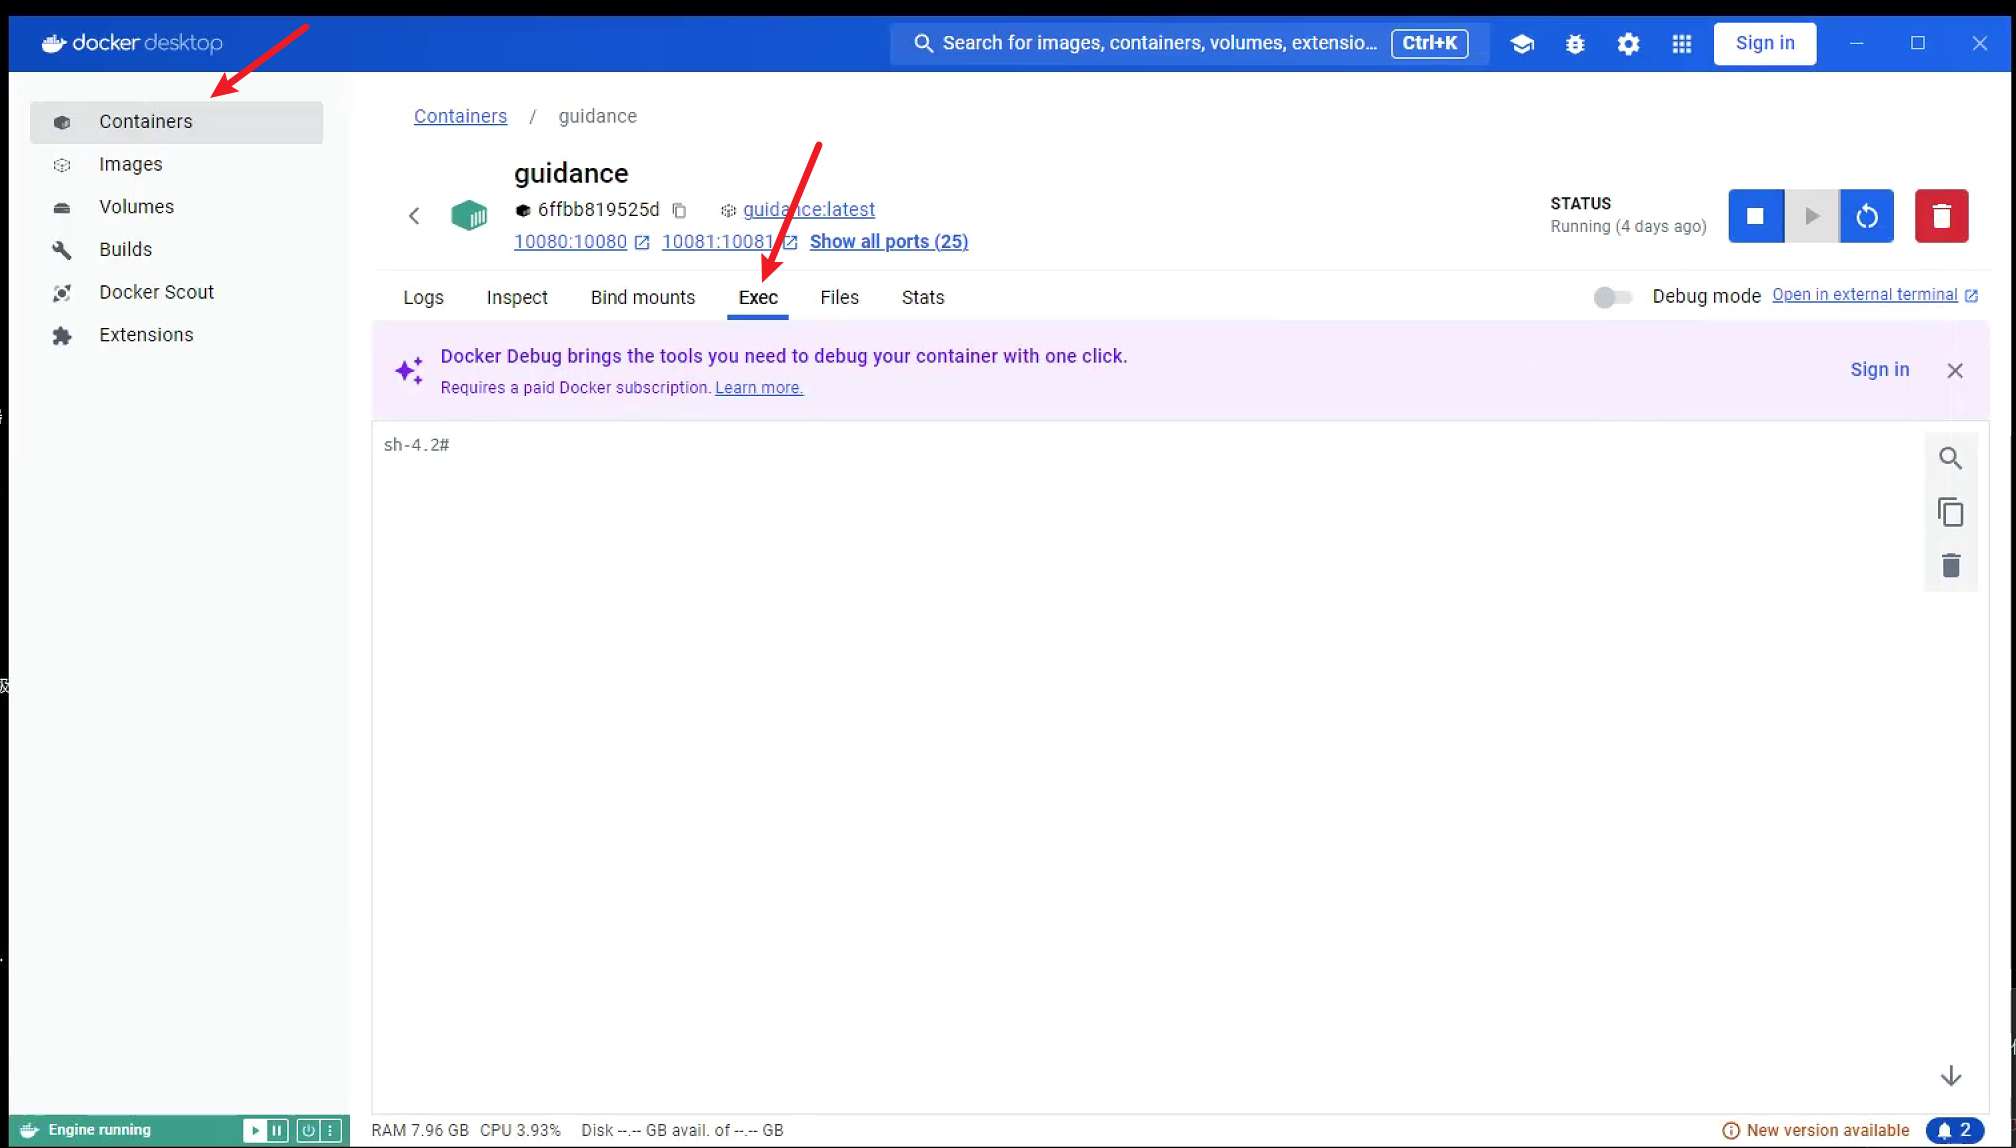 docker desktop
Search for images, containers, volumes, extensio... Ctrl+K
Sign in
Containers
Images
Volumes
Builds
Docker Scout
Extensions
Containers / guidance
guidance
6ffbb819525d guidance:latest
10080:10080 10081:10081 Show all ports (25)
STATUS
Running (4 days ago)
Logs Inspect Bind mounts Exec Files Stats
Debug mode Open in external terminal
Docker Debug brings the tools you need to debug your container with one click.
Requires a paid Docker subscription. Learn more.
Sign in
sh-4.2#
Engine running
RAM 7.96 GB CPU 3.93% Disk --.-- GB avail. of --.-- GB
New version available 2